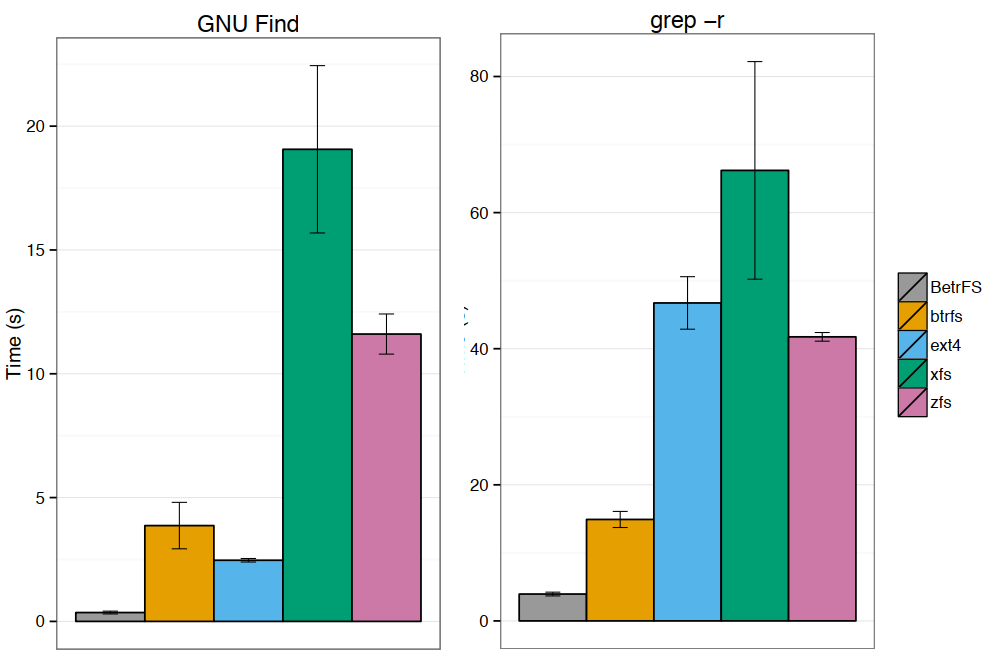 GNU Find
Time (s)
20
15
10
5
0
grep −r
80
60
40
20
0
BetrFS
btrfs
ext4
xfs
zfs